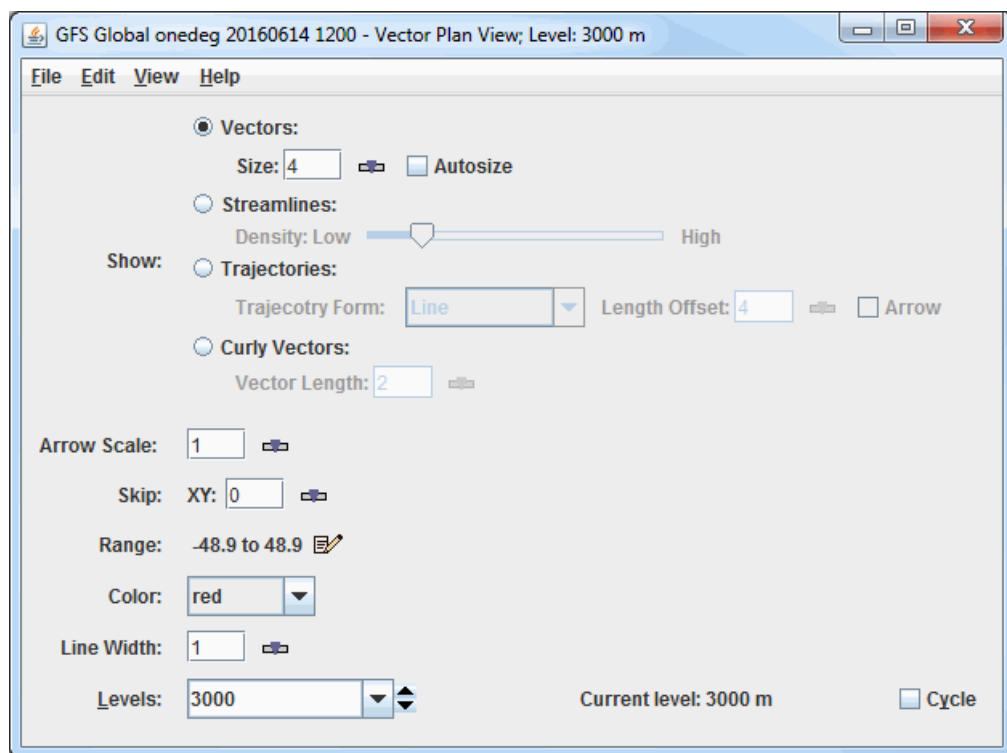 GFS Global onedeg 20160614 1200 - Vector Plan View; Level: 3000 m
File Edit View Help
Vectors:
Size: 4 Autosize
Streamlines:
Density: Low High
Show: Trajectories:
Trajecotry Form: Line Length Offset: 4 Arrow
Curly Vectors:
Vector Length: 2
Arrow Scale: 1
Skip: XY: 0
Range: -48.9 to 48.9
Color: red
Line Width: 1
Levels: 3000 Current level: 3000 m Cycle